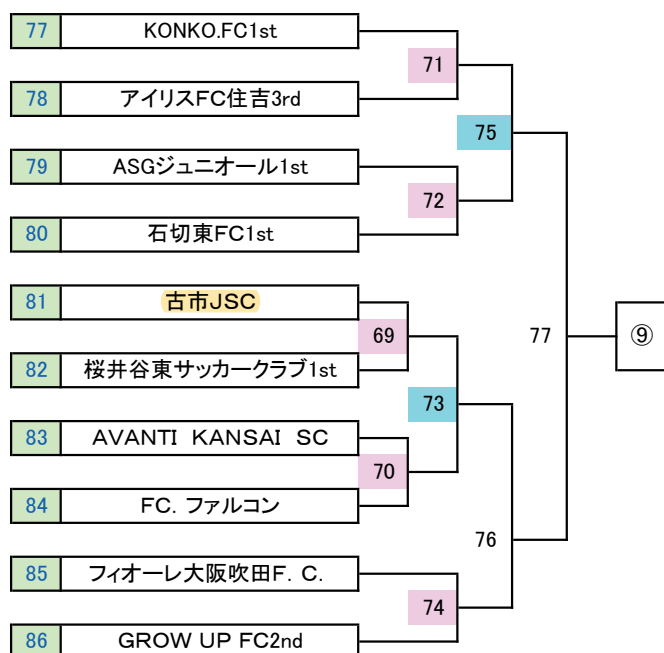 77 KONKO.FC1st
71
78 アイリスFC住吉3rd
75
79 ASGジュニオール1st
72
80 石切東FC1st
81 古市JSC
69
77 ⑨
82 桜井谷東サッカークラブ1st
73
83 AVANTI KANSAI SC
70
84 FC. ファルコン
76
85 フィオーレ大阪吹田F. C.
74
86 GROW UP FC2nd